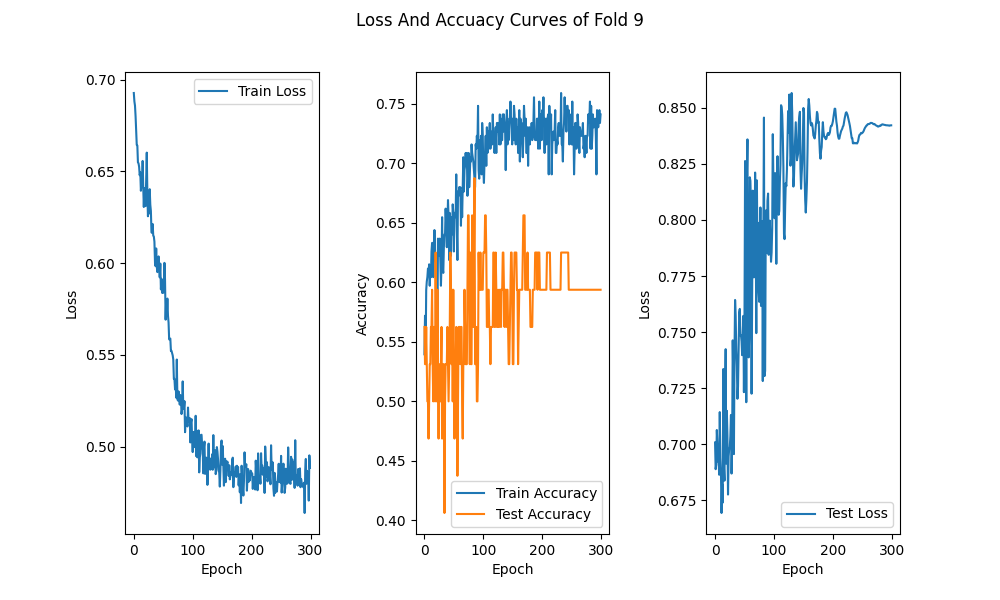 Loss And Accuacy Curves of Fold 9
0.70
0.65
0.60
0.55
0.50
Loss
0 100 200 300
Epoch
Train Loss
0.75
0.70
0.65
0.60
0.55
0.50
0.45
0.40
Accuracy
0 100 200 300
Epoch
Train Accuracy
Test Accuracy
0.850
0.825
0.800
0.775
0.750
0.725
0.700
0.675
Loss
0 100 200 300
Epoch
Test Loss